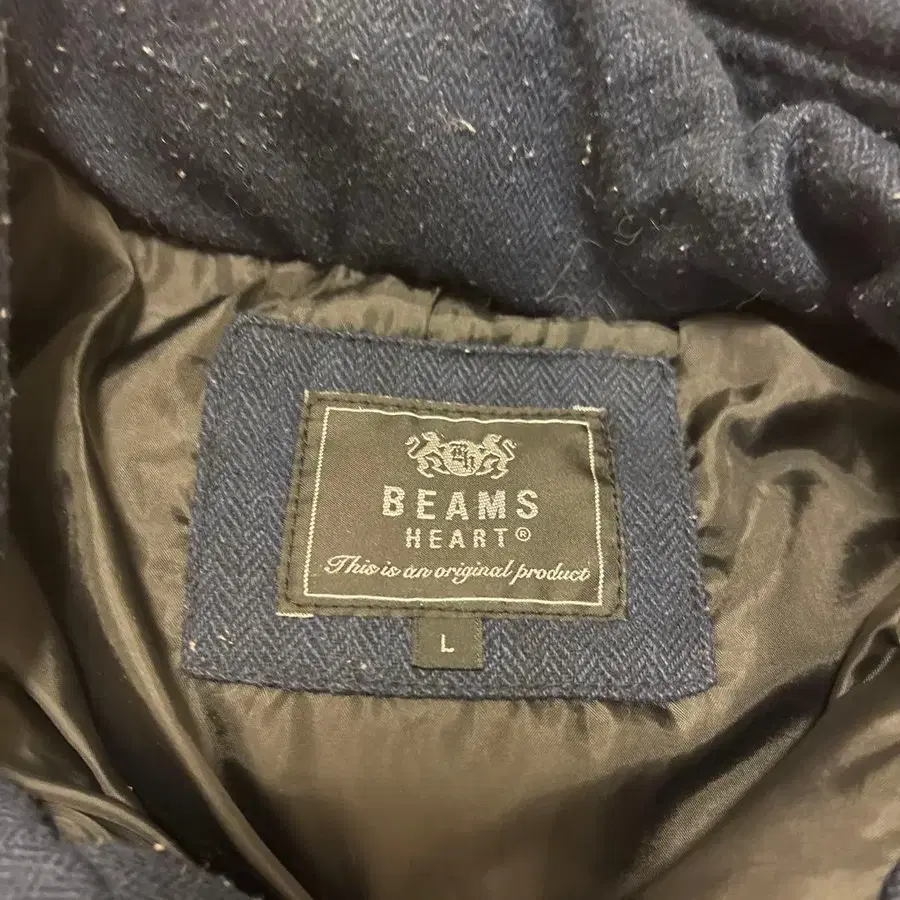 BEAMS
HEART®
This is an original product
L